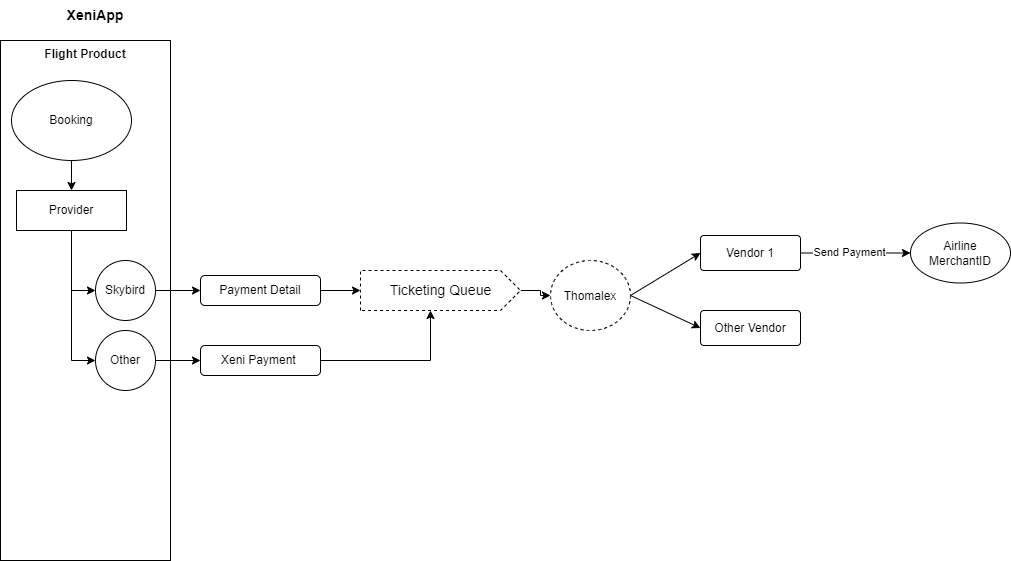 XeniApp
Flight Product
Booking
Provider
Skybird
Payment Detail
Ticketing Queue
Thomalex
Vendor 1
Send Payment
Airline
MerchantID
Other Vendor
Other
Xeni Payment